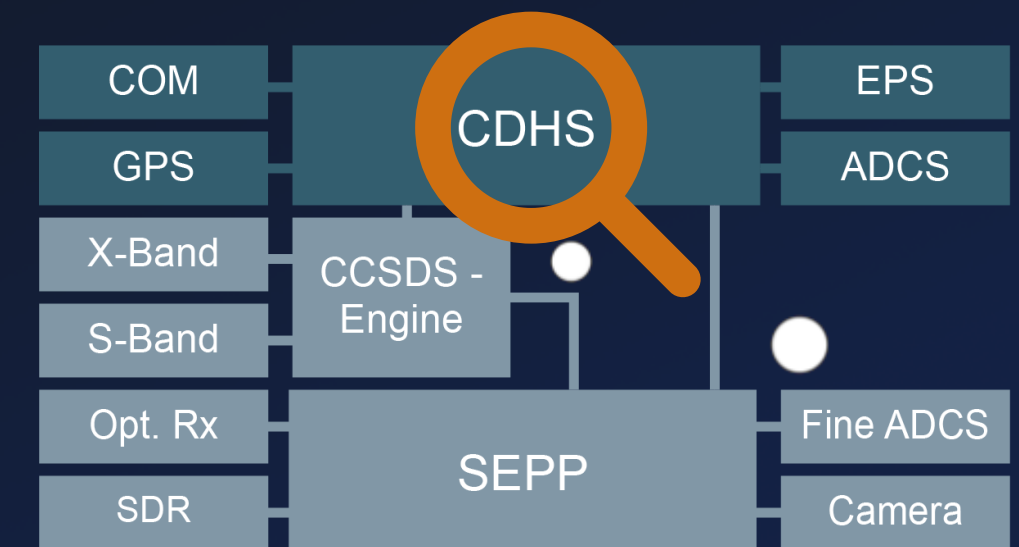 COM
CDHS
EPS
GPS
ADCS
X-Band
CCSDS -
Engine
S-Band
Opt. Rx
SEPP
Fine ADCS
SDR
Camera